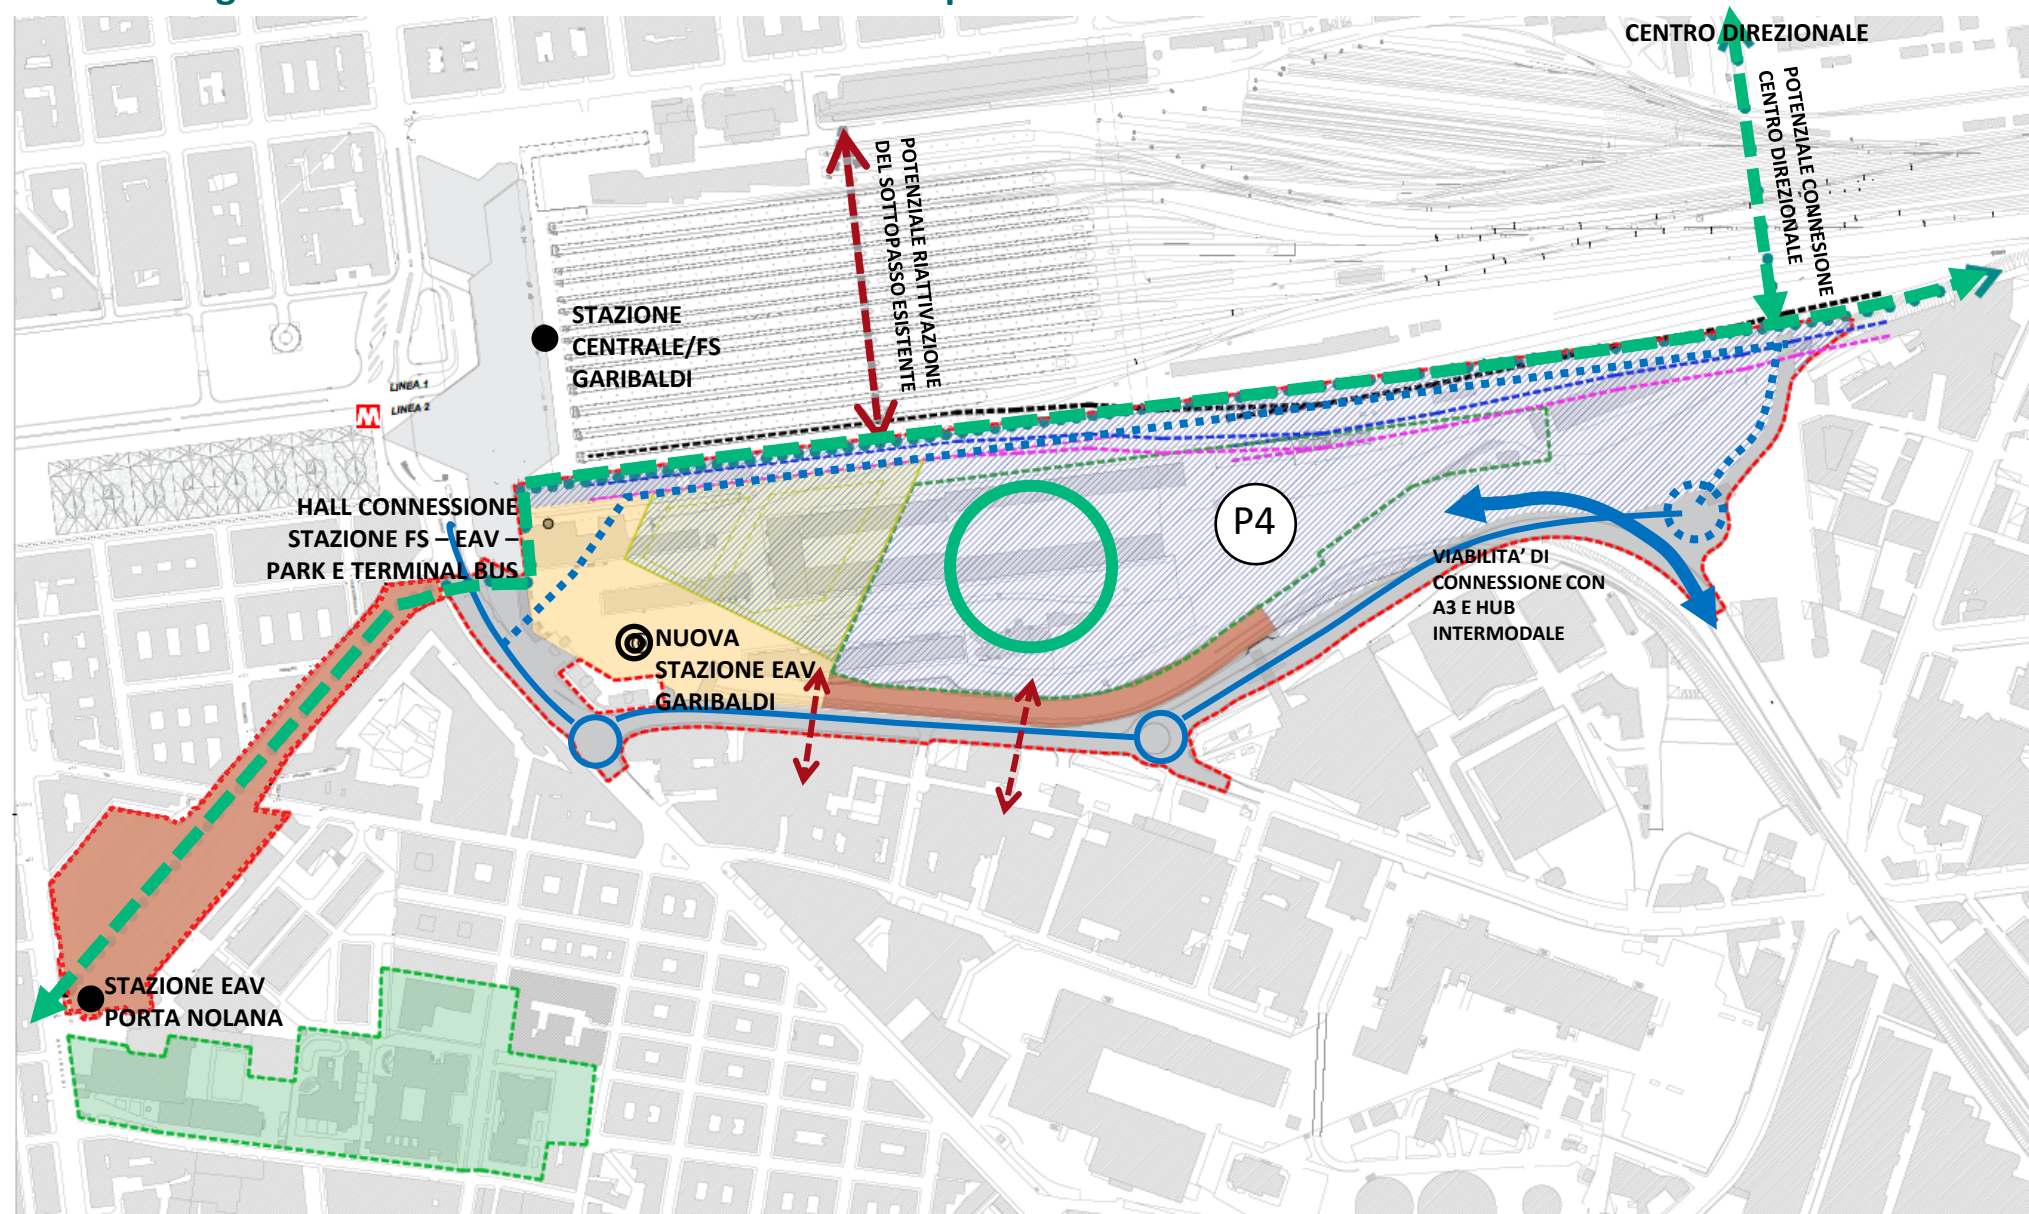 CENTRO DIREZIONALE
POTENZIALE CONNESIONE
CENTRO DIREZIONALE
POTENZIALE RIATTIVAZIONE
DEL SOTTOPASSO ESISTENTE
STAZIONE
CENTRALE/FS
GARIBALDI
LINEA 1
M
LINEA 2
HALL CONNESSIONE
STAZIONE FS – EAV –
PARK E TERMINAL BUS
P4
VIABILITA’ DI
CONNESSIONE CON
A3 E HUB
INTERMODALE
NUOVA
STAZIONE EAV
GARIBALDI
STAZIONE EAV
PORTA NOLANA